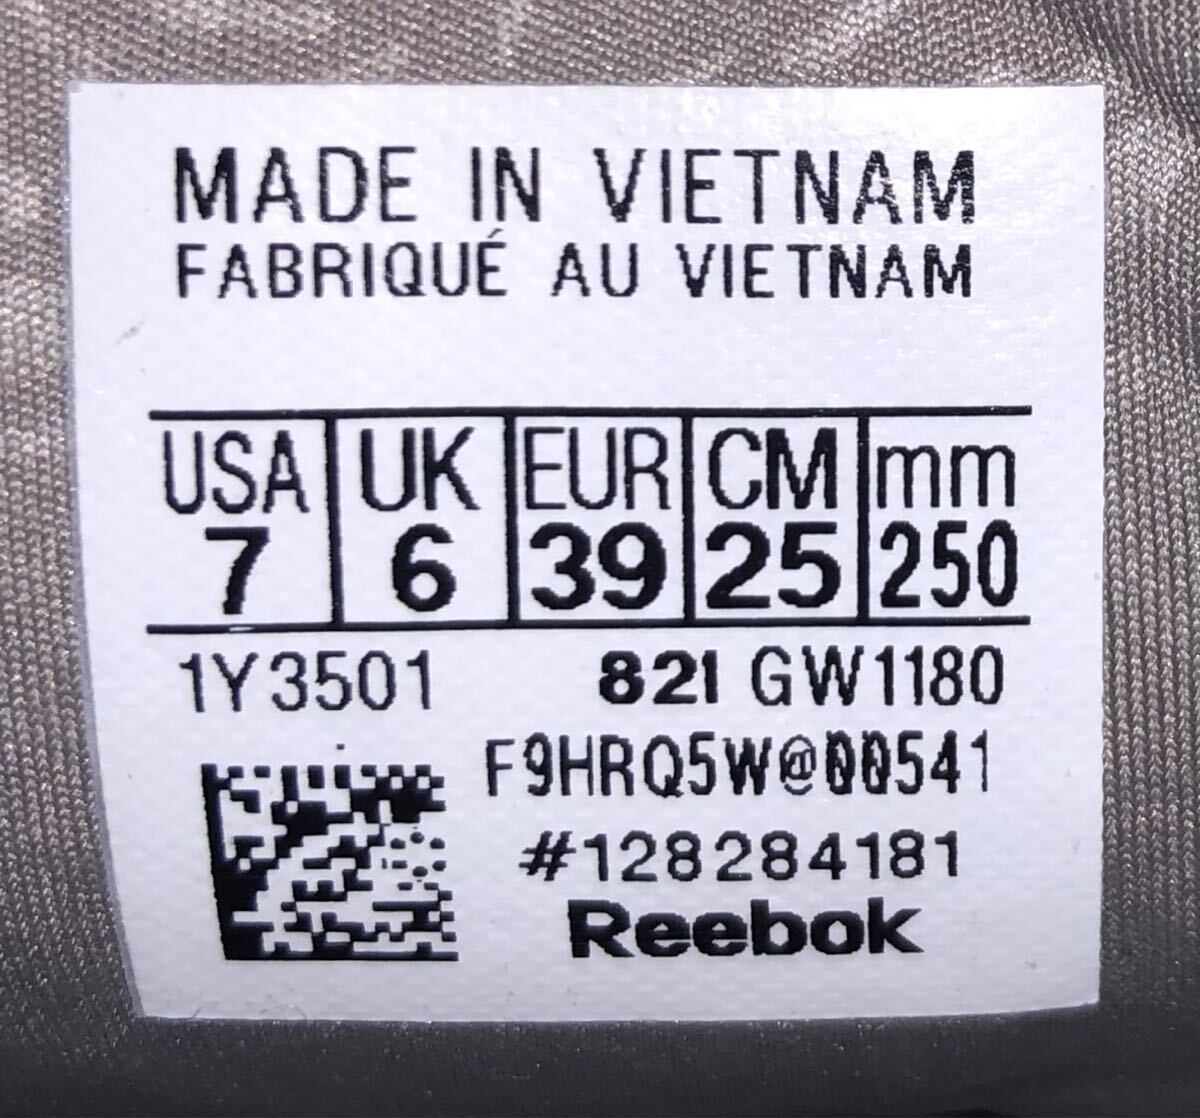 MADE IN VIETNAM
FABRIQUÉ AU VIETNAM
USA UK EUR CM mm
7 6 39 25 250
1Y3501 821 GW1180
F9HRQ5W@00541
#128284181
Reebok